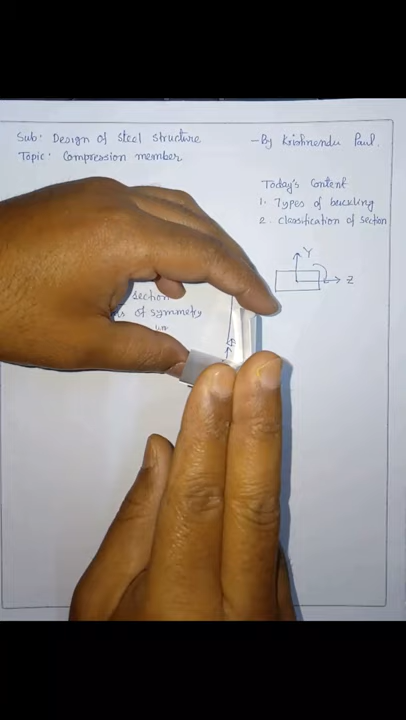 Sub: Design of steel structure
Topic: Compression member
-By Krishnendu Paul.
Today's Content
1. Types of buckling
2. Classification of section
Y
Z
section
of symmetry